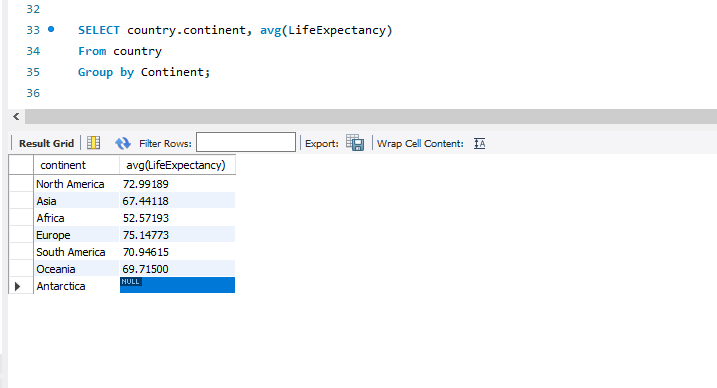 32
33 SELECT country.continent, avg(LifeExpectancy)
34 From country
35 Group by Continent;
36
Result Grid Filter Rows: Export: Wrap Cell Content: IA
continent avg(LifeExpectancy)
North America 72.99189
Asia 67.44118
Africa 52.57193
Europe 75.14773
South America 70.94615
Oceania 69.71500
Antarctica NULL